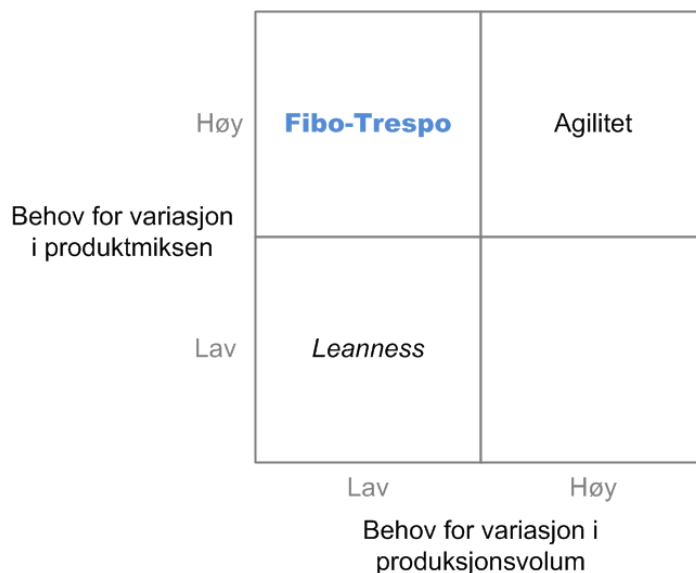 Høy
Fibo-Trespo
Agilitet
Behov for variasjon
i produktmiksen
Lav
Leanness
Lav
Høy
Behov for variasjon i
produksjonsvolum